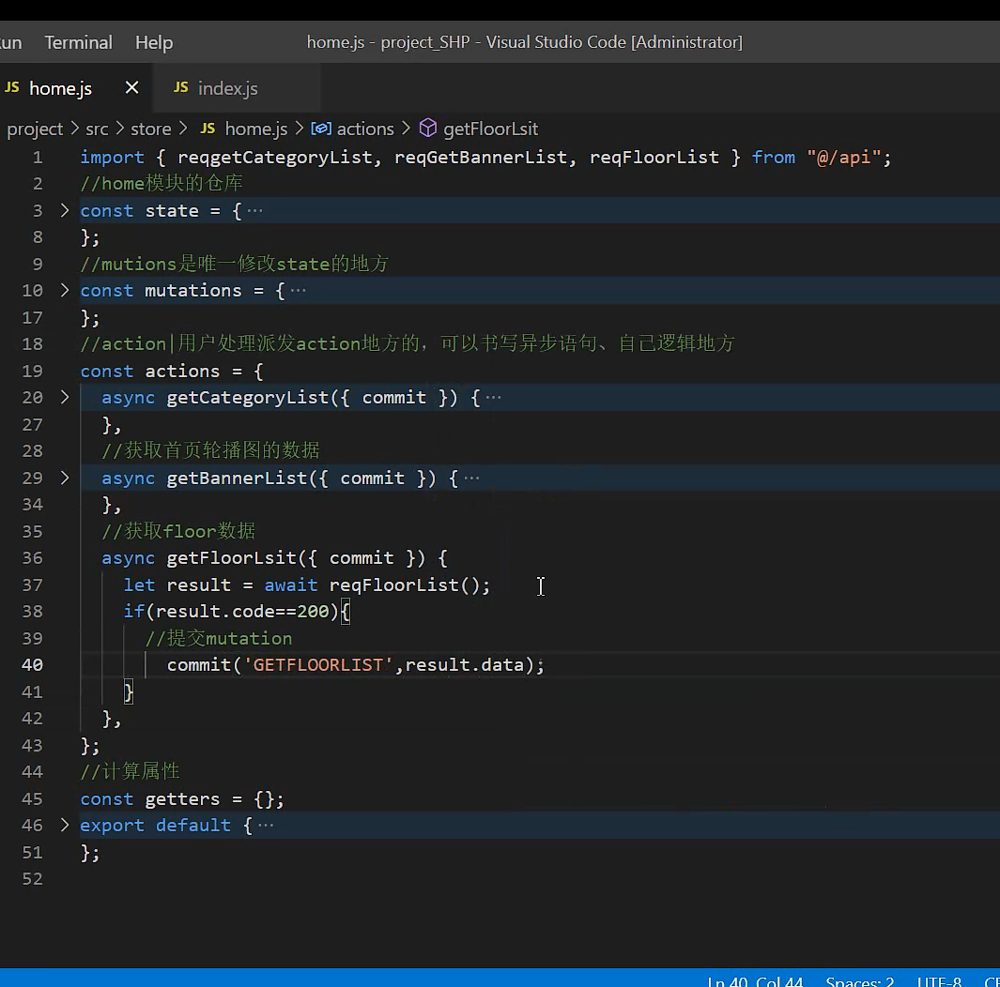 Terminal Help home.js - project_SHP - Visual Studio Code [Administrator]
JS home.js × JS index.js
project > src > store > JS home.js > actions > getFloorLsit
1 import { reqgetCategoryList, reqGetBannerList, reqFloorList } from "@/api";
2 //home模块的仓库
3 > const state = {···
8 };
9 //mutions是唯一修改state的地方
10 > const mutations = {···
17 };
18 //action|用户处理派发action地方的，可以书写异步语句、自己逻辑地方
19 const actions = {
20 > async getCategoryList({ commit }) {···
27 },
28 //获取首页轮播图的数据
29 > async getBannerList({ commit }) {···
34 },
35 //获取floor数据
36 async getFloorLsit({ commit }) {
37 let result = await reqFloorList();
38 if(result.code==200){
39 //提交mutation
40 commit('GETFLOORLIST',result.data);
41 }
42 },
43 };
44 //计算属性
45 const getters = {};
46 > export default {···
51 };
52
Ln 40, Col 44 Spaces: 2 UTF-8